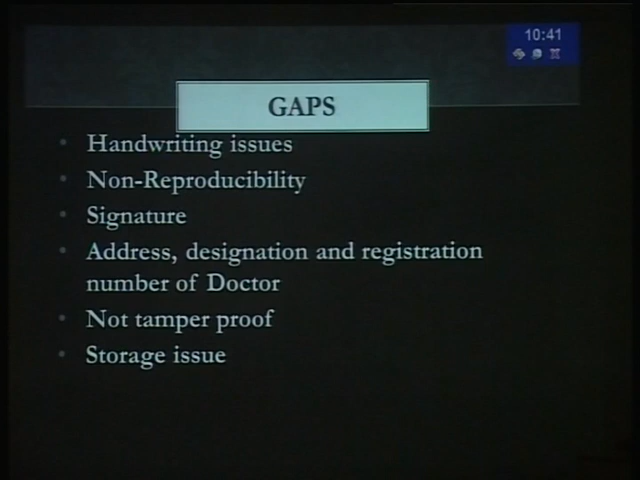 10:41
GAPS
Handwriting issues
Non-Reproducibility
Signature
Address, designation and registration
number of Doctor
Not tamper proof
Storage issue